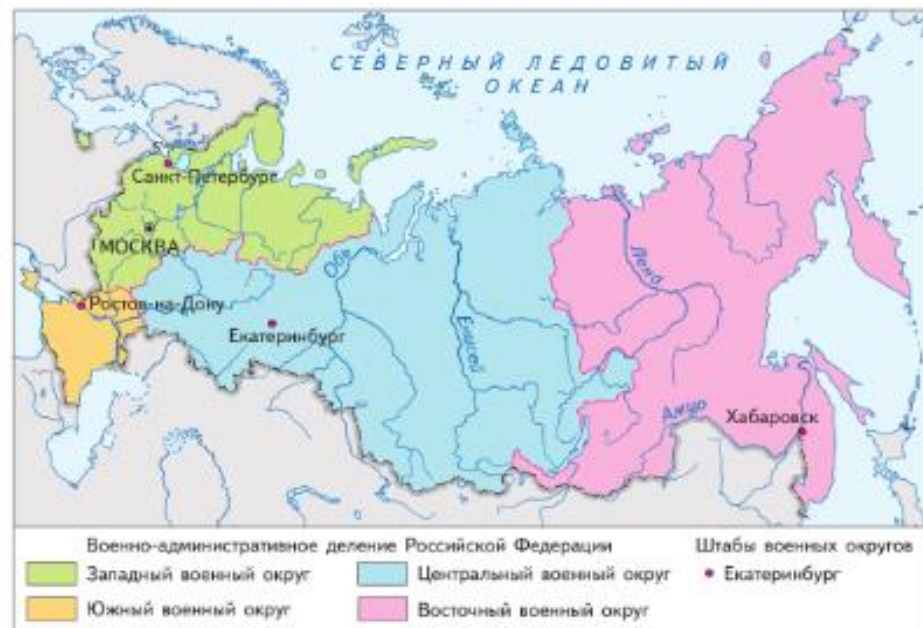 СЕВЕРНЫЙ ЛЕДОВИТЫЙ
ОКЕАН
Санкт-Петербург
МОСКВА
Обь
Лена
Ростов-на-Дону
Енисей
Екатеринбург
Амур
Хабаровск
Военно-административное деление Российской Федерации
Штабы военных округов
Западный военный округ
Центральный военный округ
Екатеринбург
Южный военный округ
Восточный военный округ